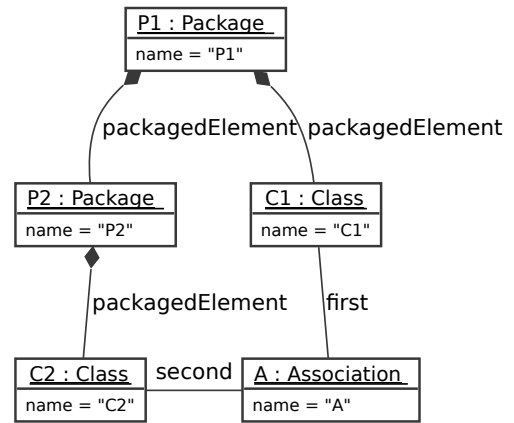 P1 : Package
name = "P1"
packagedElement packagedElement
P2 : Package
name = "P2"
C1 : Class
name = "C1"
packagedElement
first
C2 : Class
name = "C2"
second
A : Association
name = "A"